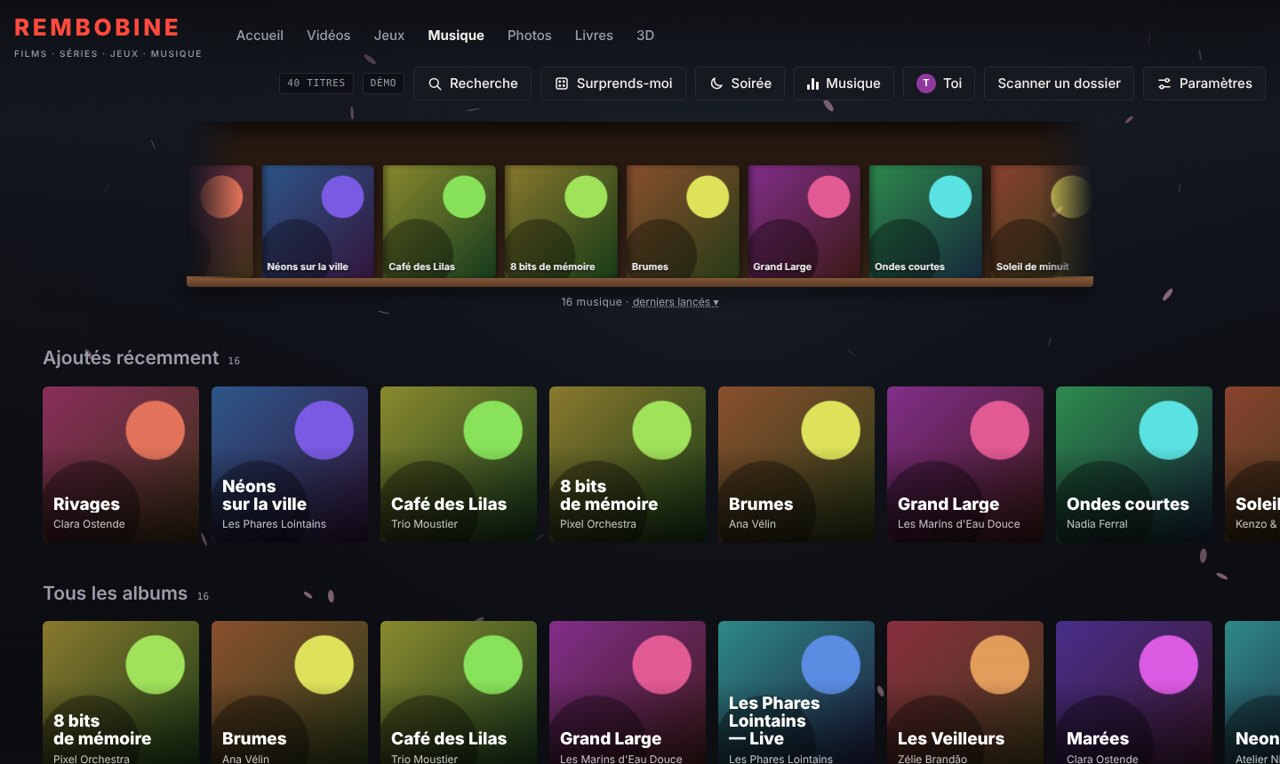 REMBOBINE
FILMS · SÉRIES · JEUX · MUSIQUE
Accueil Vidéos Jeux Musique Photos Livres 3D
40 TITRES DÉMO Recherche Surprends-moi Soirée Musique T Toi Scanner un dossier Paramètres
Néons sur la ville Café des Lilas 8 bits de mémoire Brumes Grand Large Ondes courtes Soleil de minuit
16 musique · derniers lancés ▾
Ajoutés récemment 16
Rivages
Clara Ostende
Néons
sur la ville
Les Phares Lointains
Café des Lilas
Trio Moustier
8 bits
de mémoire
Pixel Orchestra
Brumes
Ana Vélin
Grand Large
Les Marins d'Eau Douce
Ondes courtes
Nadia Ferral
Soleil
Kenzo &
Tous les albums 16
8 bits
de mémoire
Pixel Orchestra
Brumes
Ana Vélin
Café des Lilas
Trio Moustier
Grand Large
Les Marins d'Eau Douce
Les Phares
Lointains
— Live
Les Phares Lointains
Les Veilleurs
Zélie Brandão
Marées
Clara Ostende
Neon
Atelier N